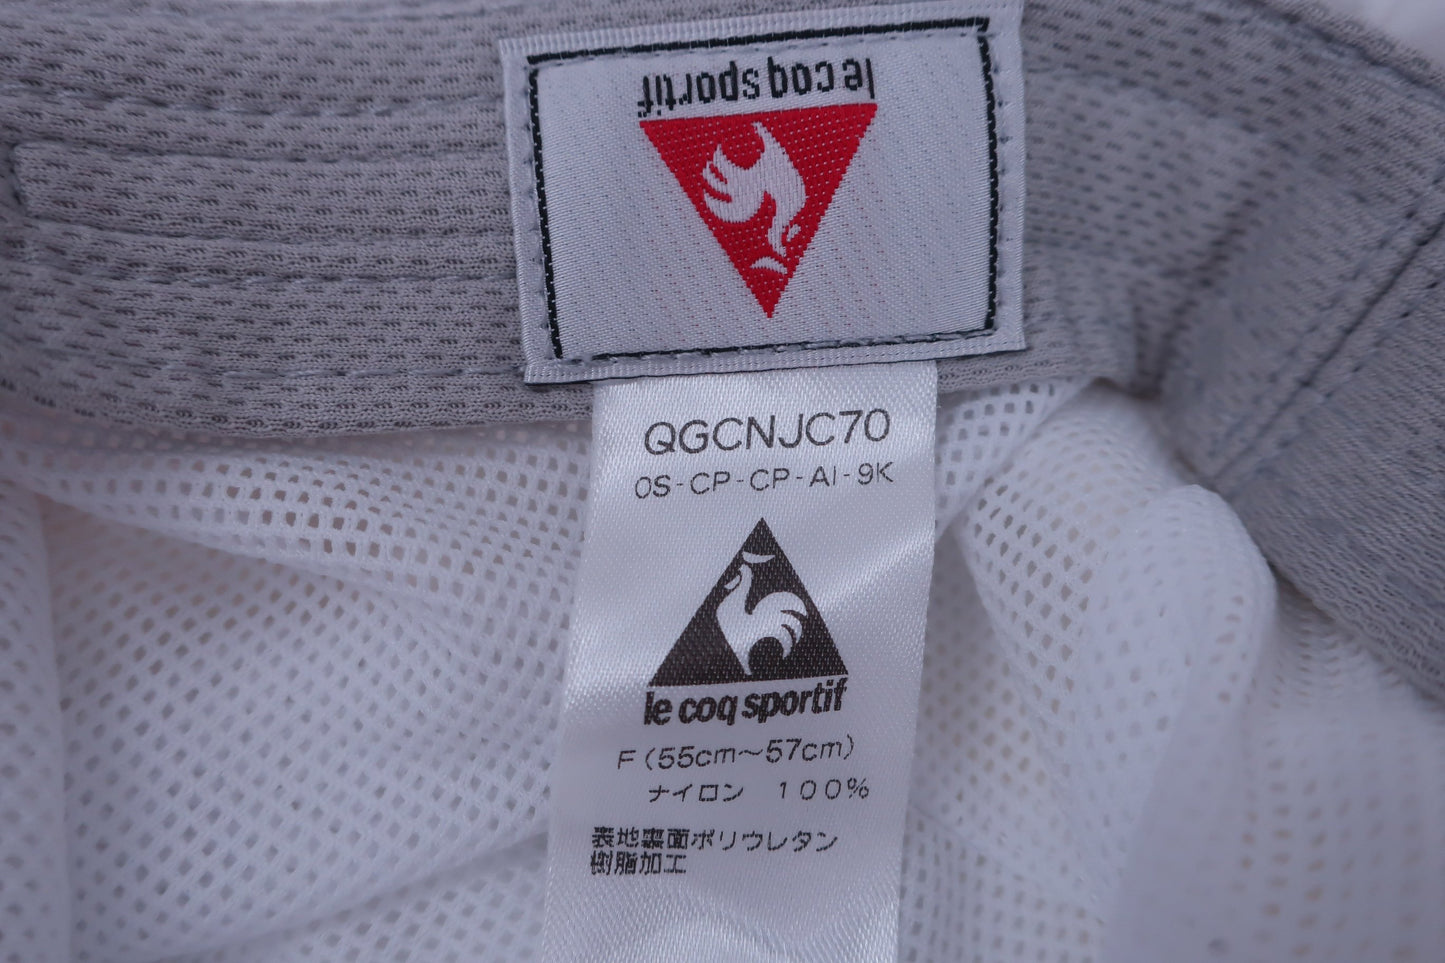 le coq sportif
QGCNJC70
OS-CP-CP-AI-9K
le coq sportif
F (55cm~57cm)
ナイロン 100%
表地裏面ポリウレタン
樹脂加工